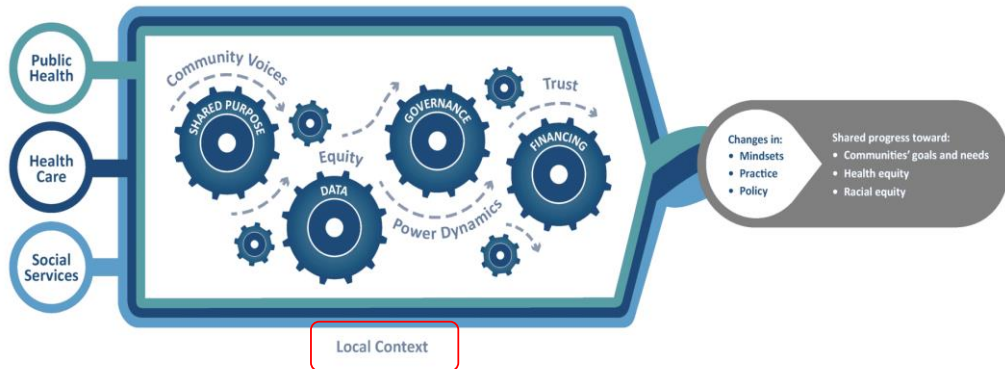 Public
Health
Health
Care
Social
Services
Community Voices
SHARED PURPOSE
Equity
DATA
GOVERNANCE
Power Dynamics
Trust
FINANCING
Local Context
Changes in:
• Mindsets
• Practice
• Policy
Shared progress toward:
• Communities' goals and needs
• Health equity
• Racial equity